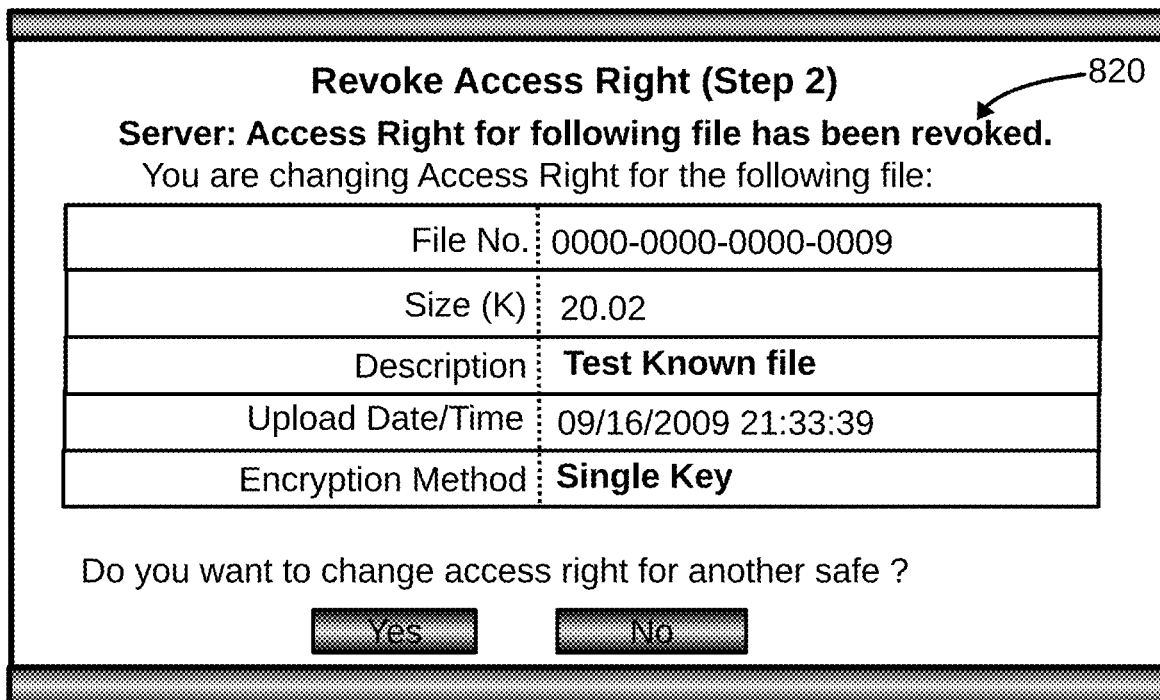 Revoke Access Right (Step 2)
820
Server: Access Right for following file has been revoked.
You are changing Access Right for the following file:
File No. 0000-0000-0000-0009
Size (K) 20.02
Description Test Known file
Upload Date/Time 09/16/2009 21:33:39
Encryption Method Single Key
Do you want to change access right for another safe ?
Yes No